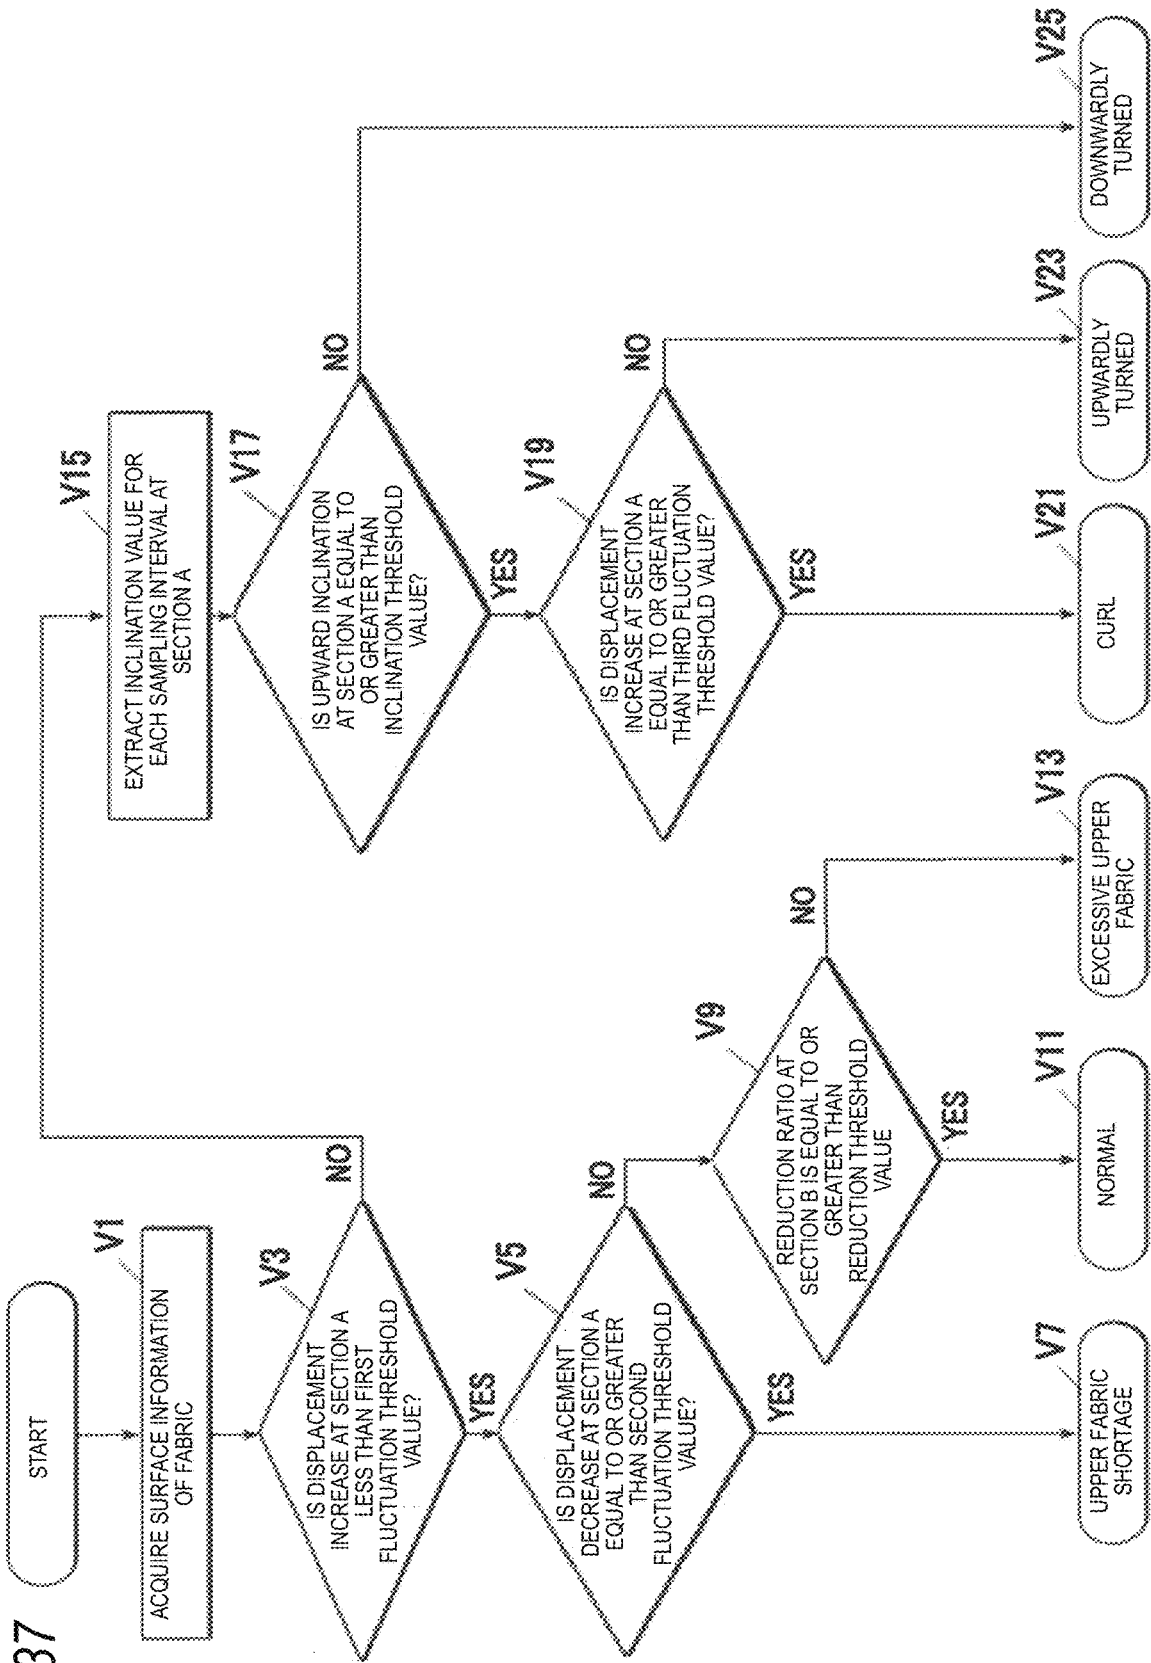 37
START
V1
ACQUIRE SURFACE INFORMATION
OF FABRIC
V3
IS DISPLACEMENT
INCREASE AT SECTION A
LESS THAN FIRST
FLUCTUATION THRESHOLD
VALUE?
NO
YES
V5
IS DISPLACEMENT
DECREASE AT SECTION A
EQUAL TO OR GREATER
THAN SECOND
FLUCTUATION THRESHOLD
VALUE?
NO
YES
V7
UPPER FABRIC
SHORTAGE
V9
REDUCTION RATIO AT
SECTION B IS EQUAL TO OR
GREATER THAN
REDUCTION THRESHOLD
VALUE
NO
YES
V11
NORMAL
V13
EXCESSIVE UPPER
FABRIC
V15
EXTRACT INCLINATION VALUE FOR
EACH SAMPLING INTERVAL AT
SECTION A
V17
IS UPWARD INCLINATION
AT SECTION A EQUAL TO
OR GREATER THAN
INCLINATION THRESHOLD
VALUE?
NO
YES
V19
IS DISPLACEMENT
INCREASE AT SECTION A
EQUAL TO OR GREATER
THAN THIRD FLUCTUATION
THRESHOLD VALUE?
NO
YES
V21
CURL
V23
UPWARDLY
TURNED
V25
DOWNWARDLY
TURNED